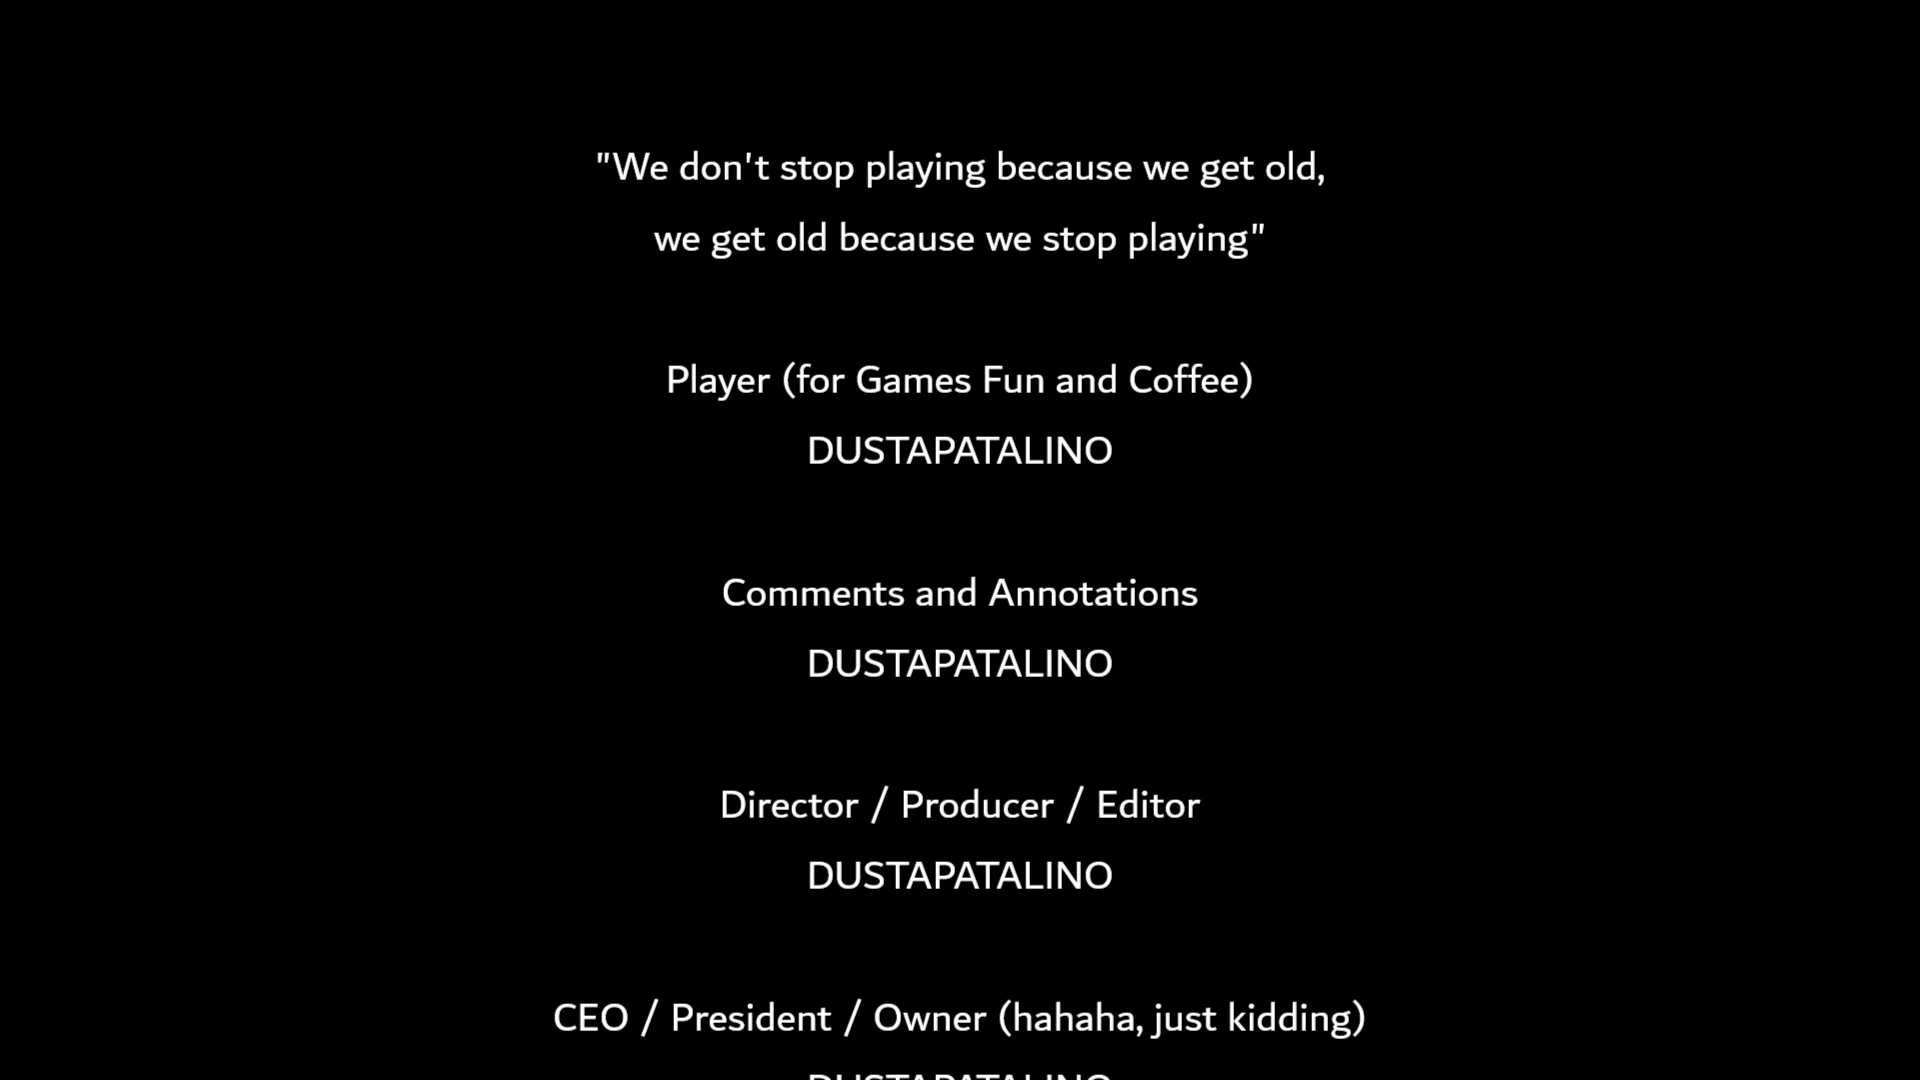 "We don't stop playing because we get old,
we get old because we stop playing"
Player (for Games Fun and Coffee)
DUSTAPATALINO
Comments and Annotations
DUSTAPATALINO
Director / Producer / Editor
DUSTAPATALINO
CEO / President / Owner (hahaha, just kidding)
DUSTAPATALINO